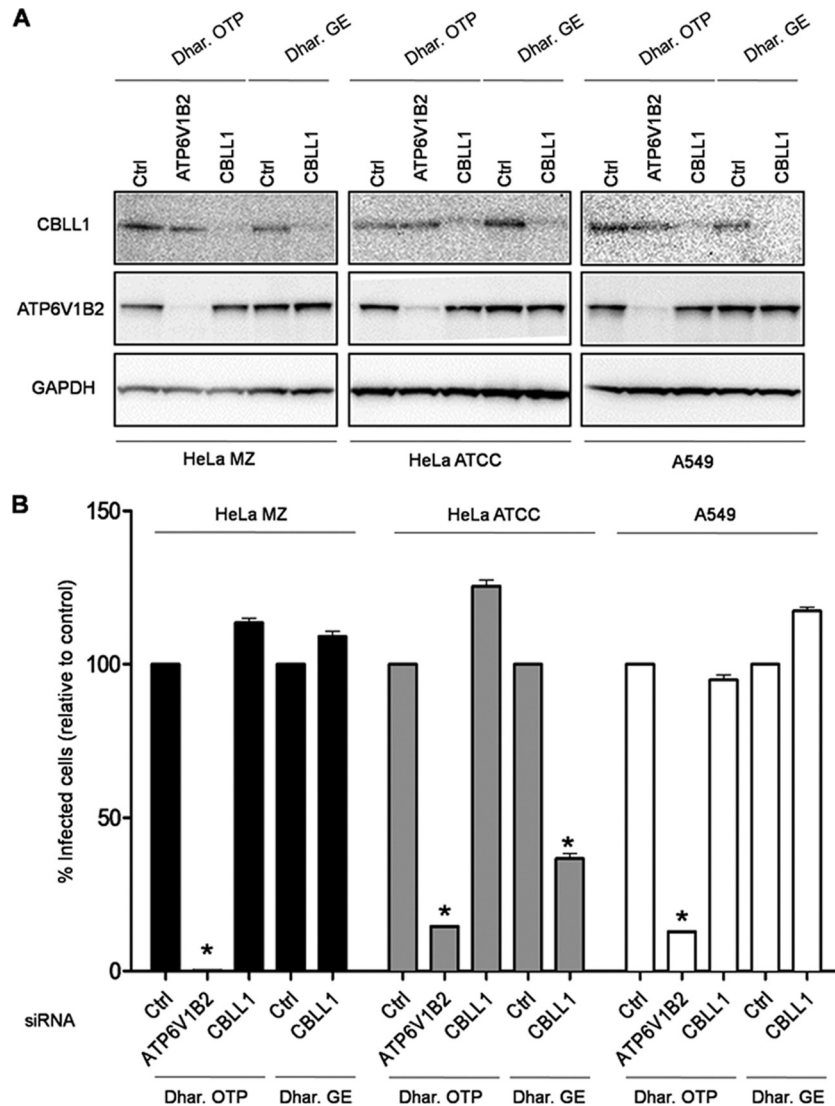 A
Dhar. OTP Dhar. GE Dhar. OTP Dhar. GE Dhar. OTP Dhar. GE
Ctrl ATP6V1B2 CBLL1 Ctrl CBLL1 Ctrl ATP6V1B2 CBLL1 Ctrl CBLL1 Ctrl ATP6V1B2 CBLL1 Ctrl CBLL1
CBLL1
ATP6V1B2
GAPDH
HeLa MZ HeLa ATCC A549
B
% Infected cells (relative to control)
150
100
50
0
HeLa MZ HeLa ATCC A549
* * * *
siRNA
Ctrl ATP6V1B2 CBLL1 Ctrl CBLL1 Ctrl ATP6V1B2 CBLL1 Ctrl CBLL1 Ctrl ATP6V1B2 CBLL1 Ctrl CBLL1
Dhar. OTP Dhar. GE Dhar. OTP Dhar. GE Dhar. OTP Dhar. GE